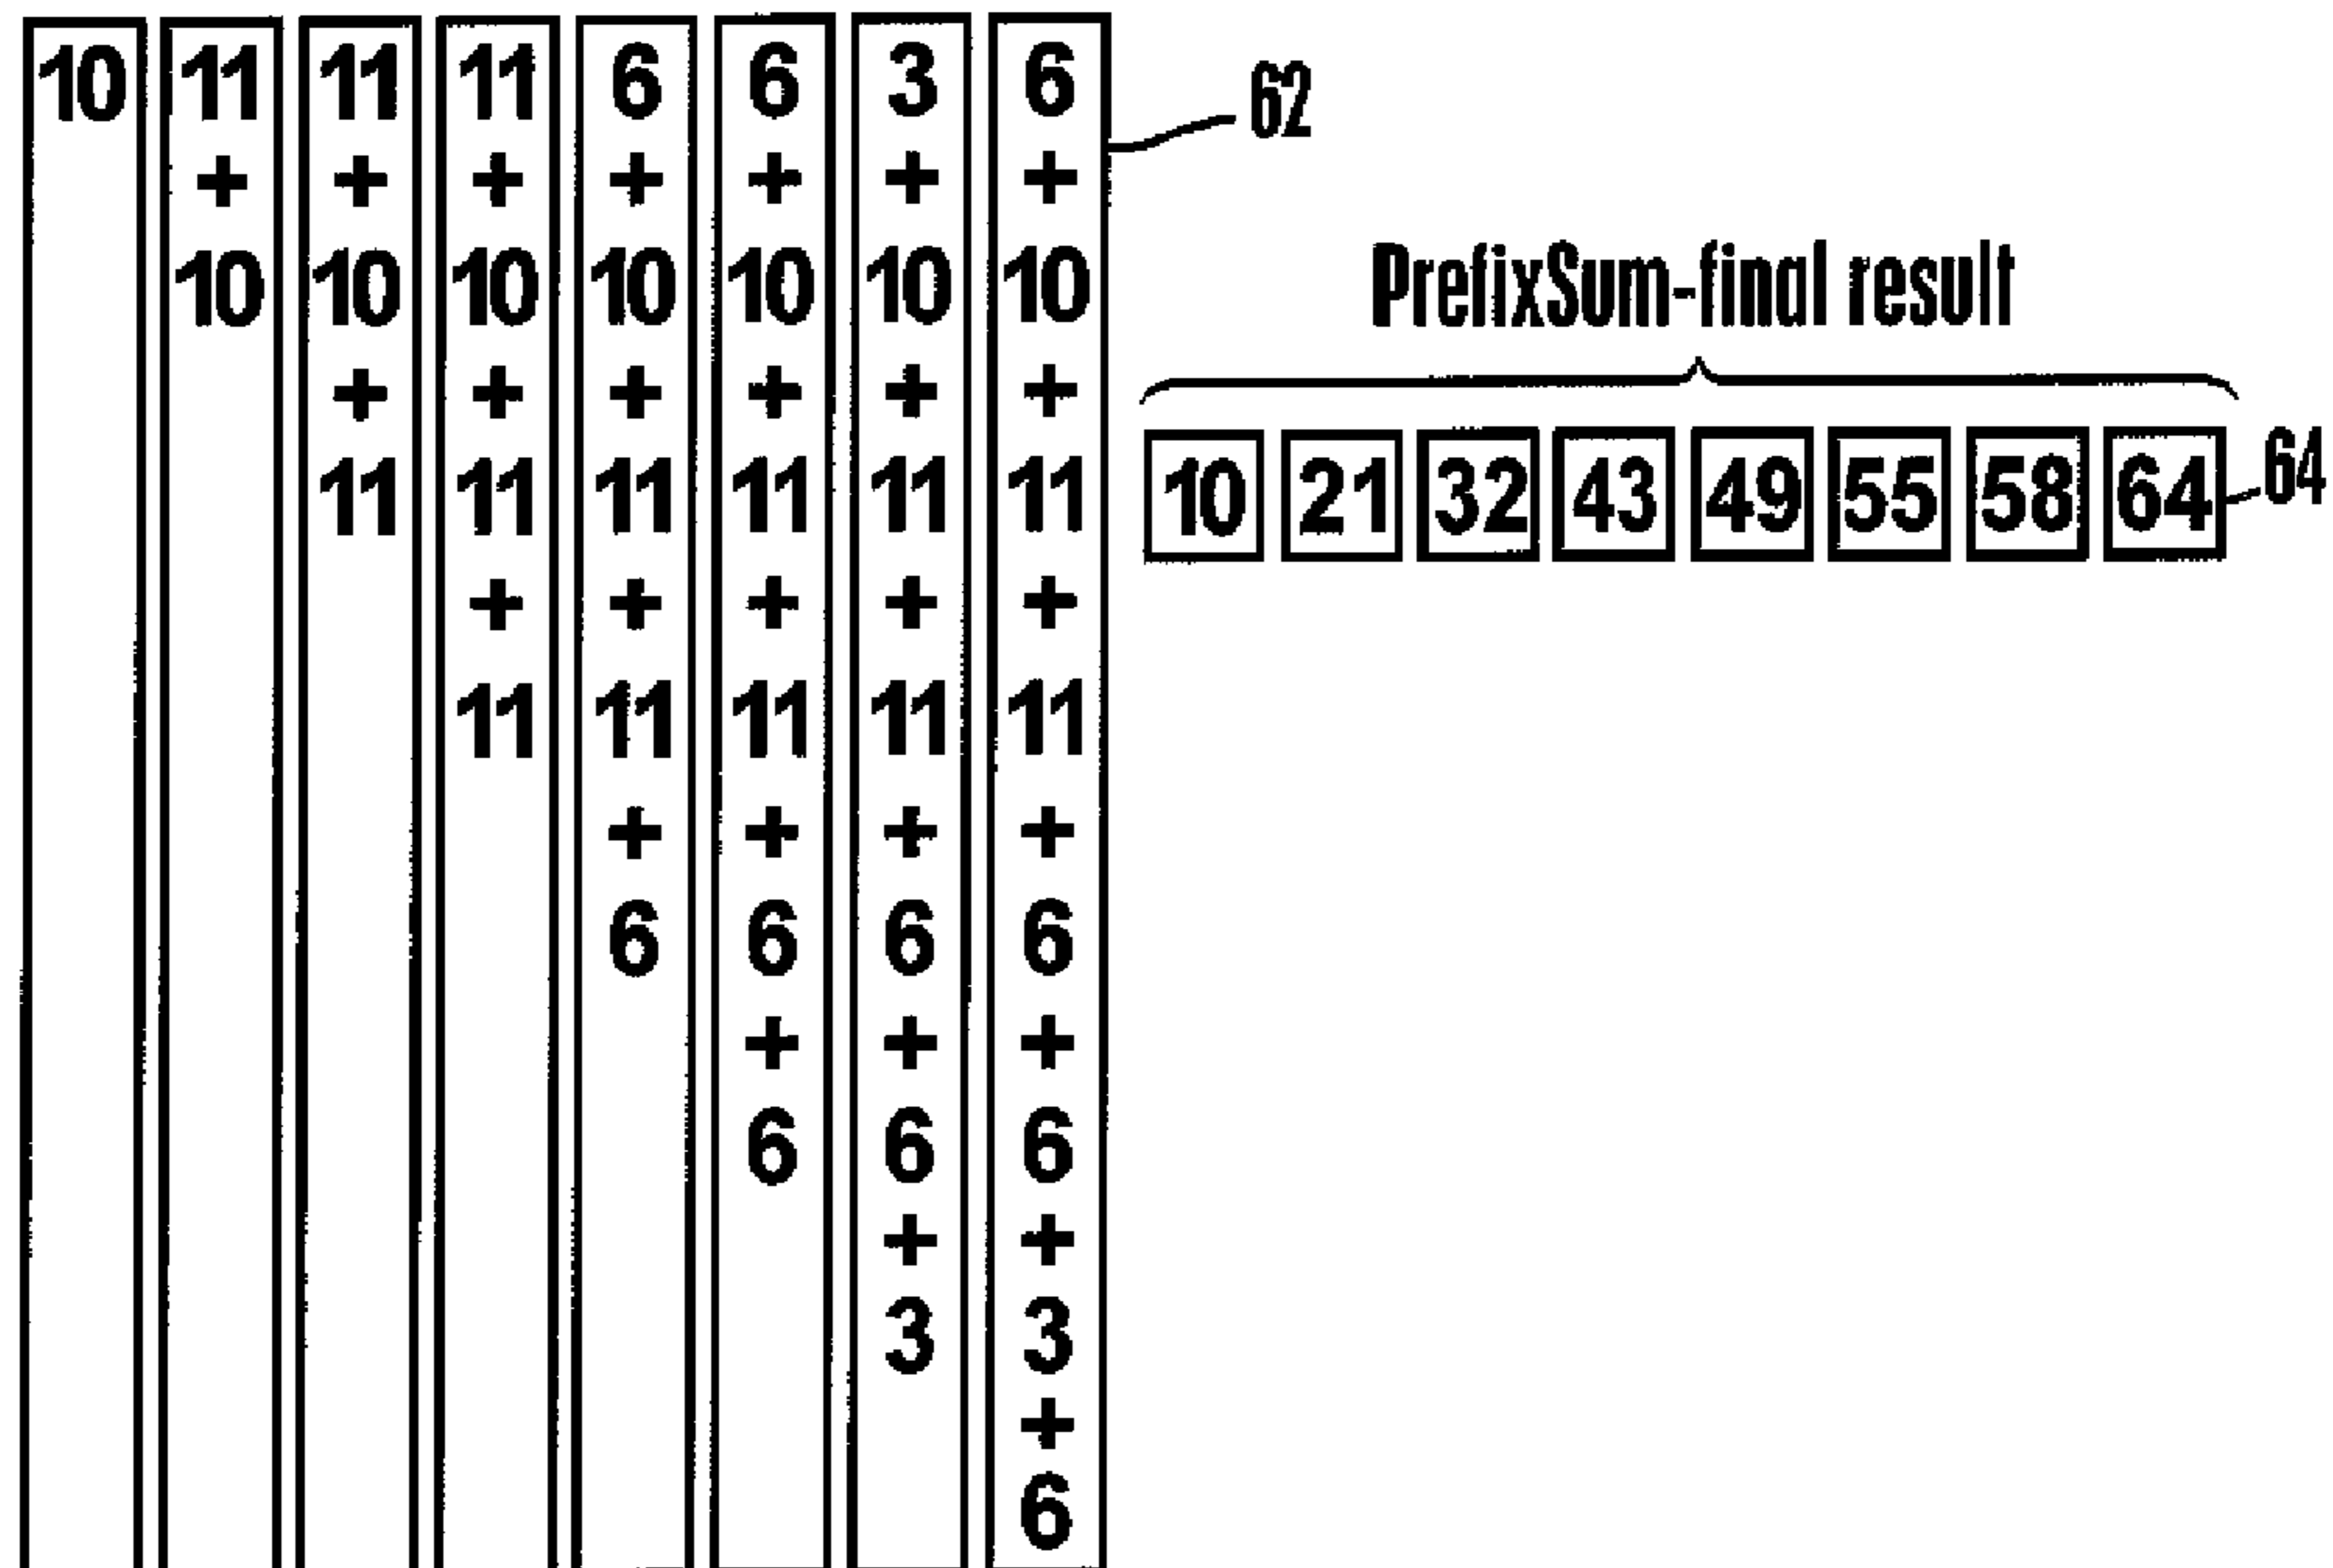 10 11 11 11 6 6 3 6
62
+ + + + + + +
10 10 10 10 10 10 10
PrefixSum-final result
+ + + + + +
11 11 11 11 11 11
10 21 32 43 49 55 58 64
64
+ + + + +
11 11 11 11 11
+ + + +
6 6 6 6
+ + +
6 6 6
+ +
3 3
+
6